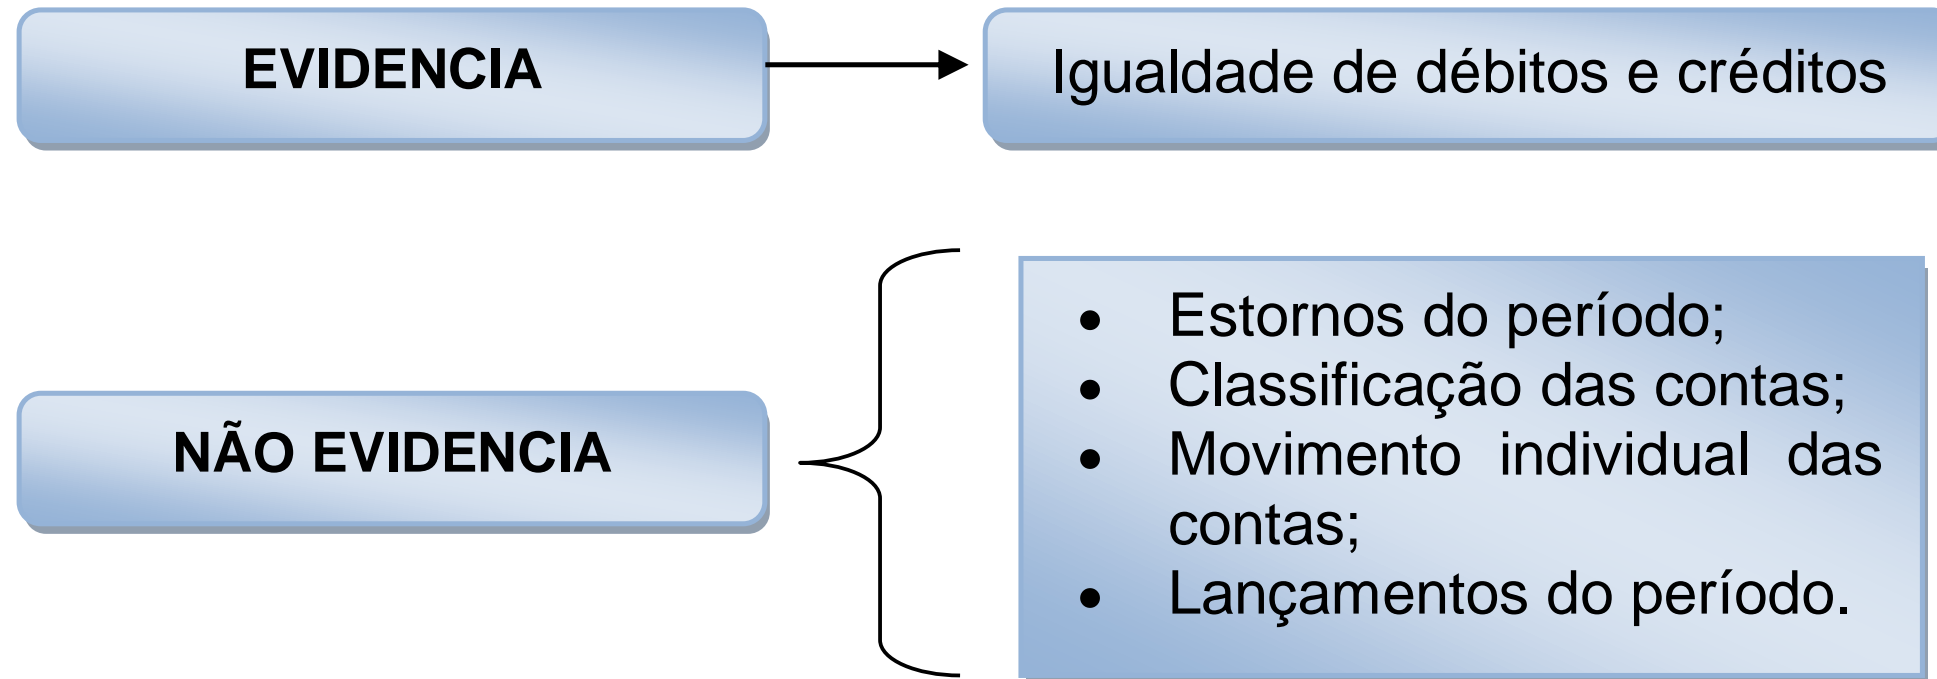 EVIDENCIA
Igualdade de débitos e créditos
NÃO EVIDENCIA
• Estornos do período;
• Classificação das contas;
• Movimento individual das
contas;
• Lançamentos do período.